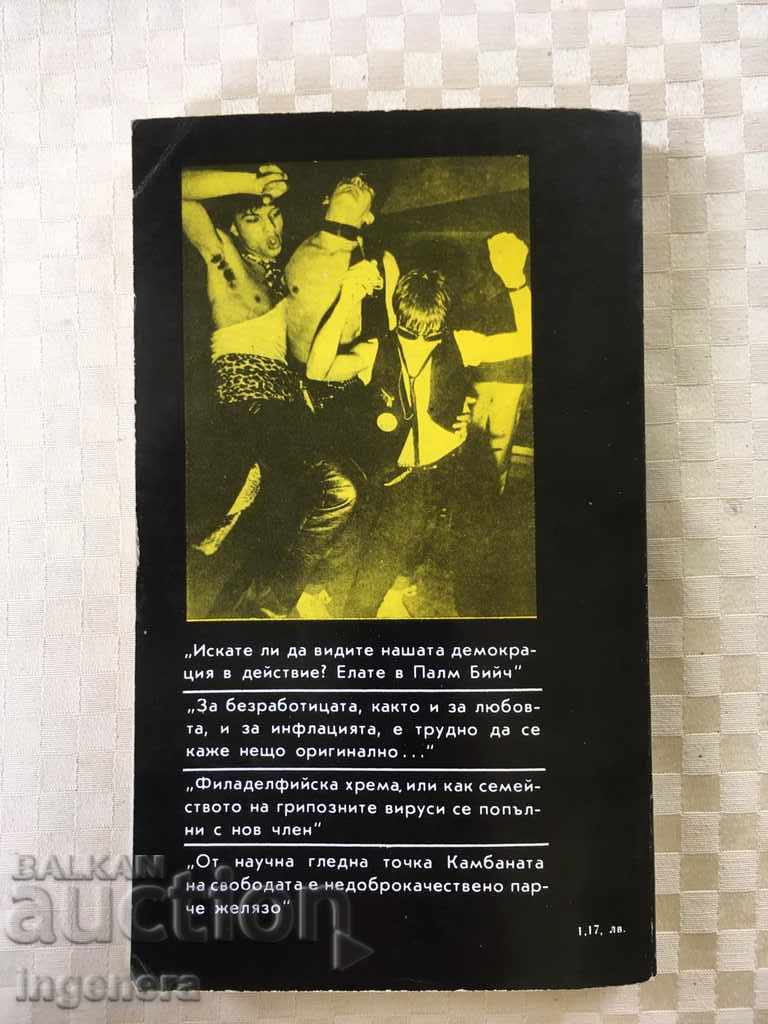 „Искате ли да видите нашата демокра-
ция в действие? Елате в Палм Бийч“
„За безработицата, както и за любов-
та, и за инфлацията, е трудно да се
каже нещо оригинално...“
„Филаделфийска хрема, или как семей-
ството на грипозните вируси се попъл-
ни с нов член“
„От научна гледна точка Камбаната
на свободата е недоброкачествено пар-
че желязо“
1,17, лв.
BALKAN
auction
ingenera